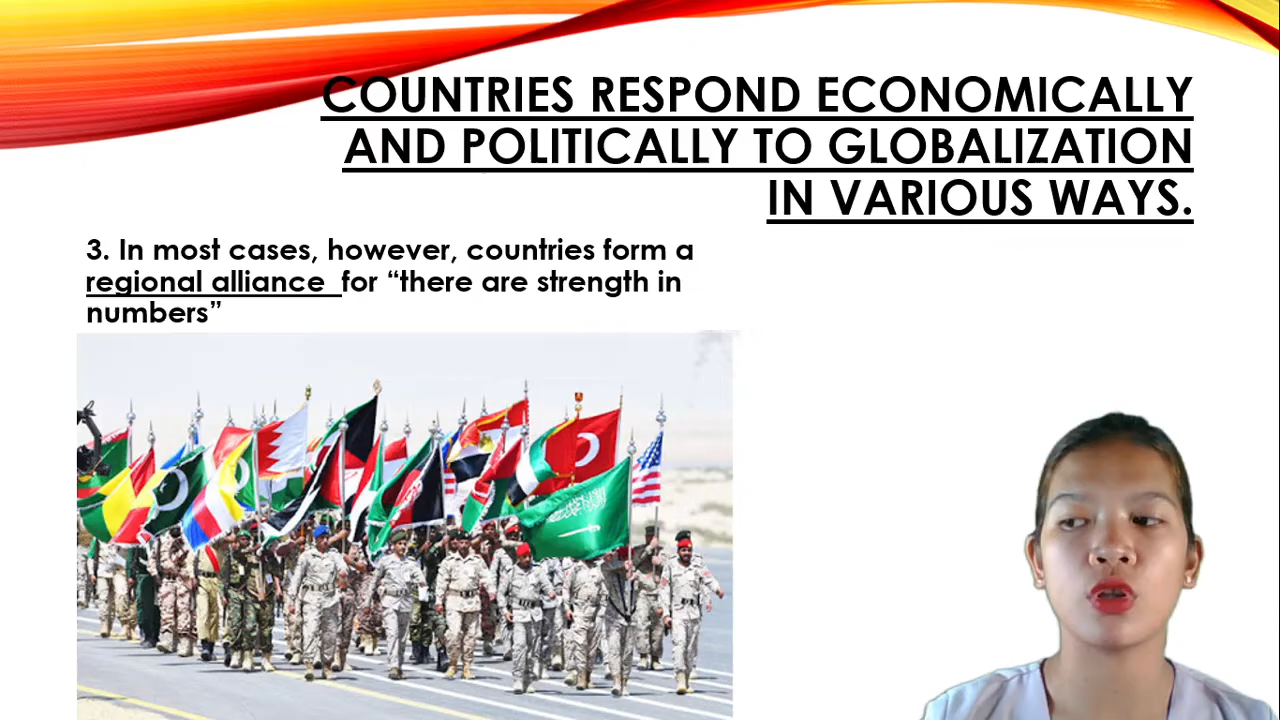 COUNTRIES RESPOND ECONOMICALLY
AND POLITICALLY TO GLOBALIZATION
IN VARIOUS WAYS.
3. In most cases, however, countries form a
regional alliance for “there are strength in
numbers”